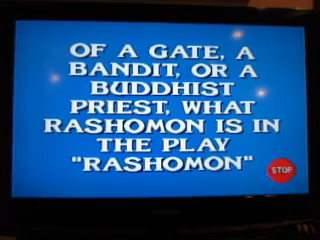 OF A GATE, A
BANDIT, OR A
BUDDHIST
PRIEST, WHAT
RASHOMON IS IN
THE PLAY
"RASHOMON"
STOP